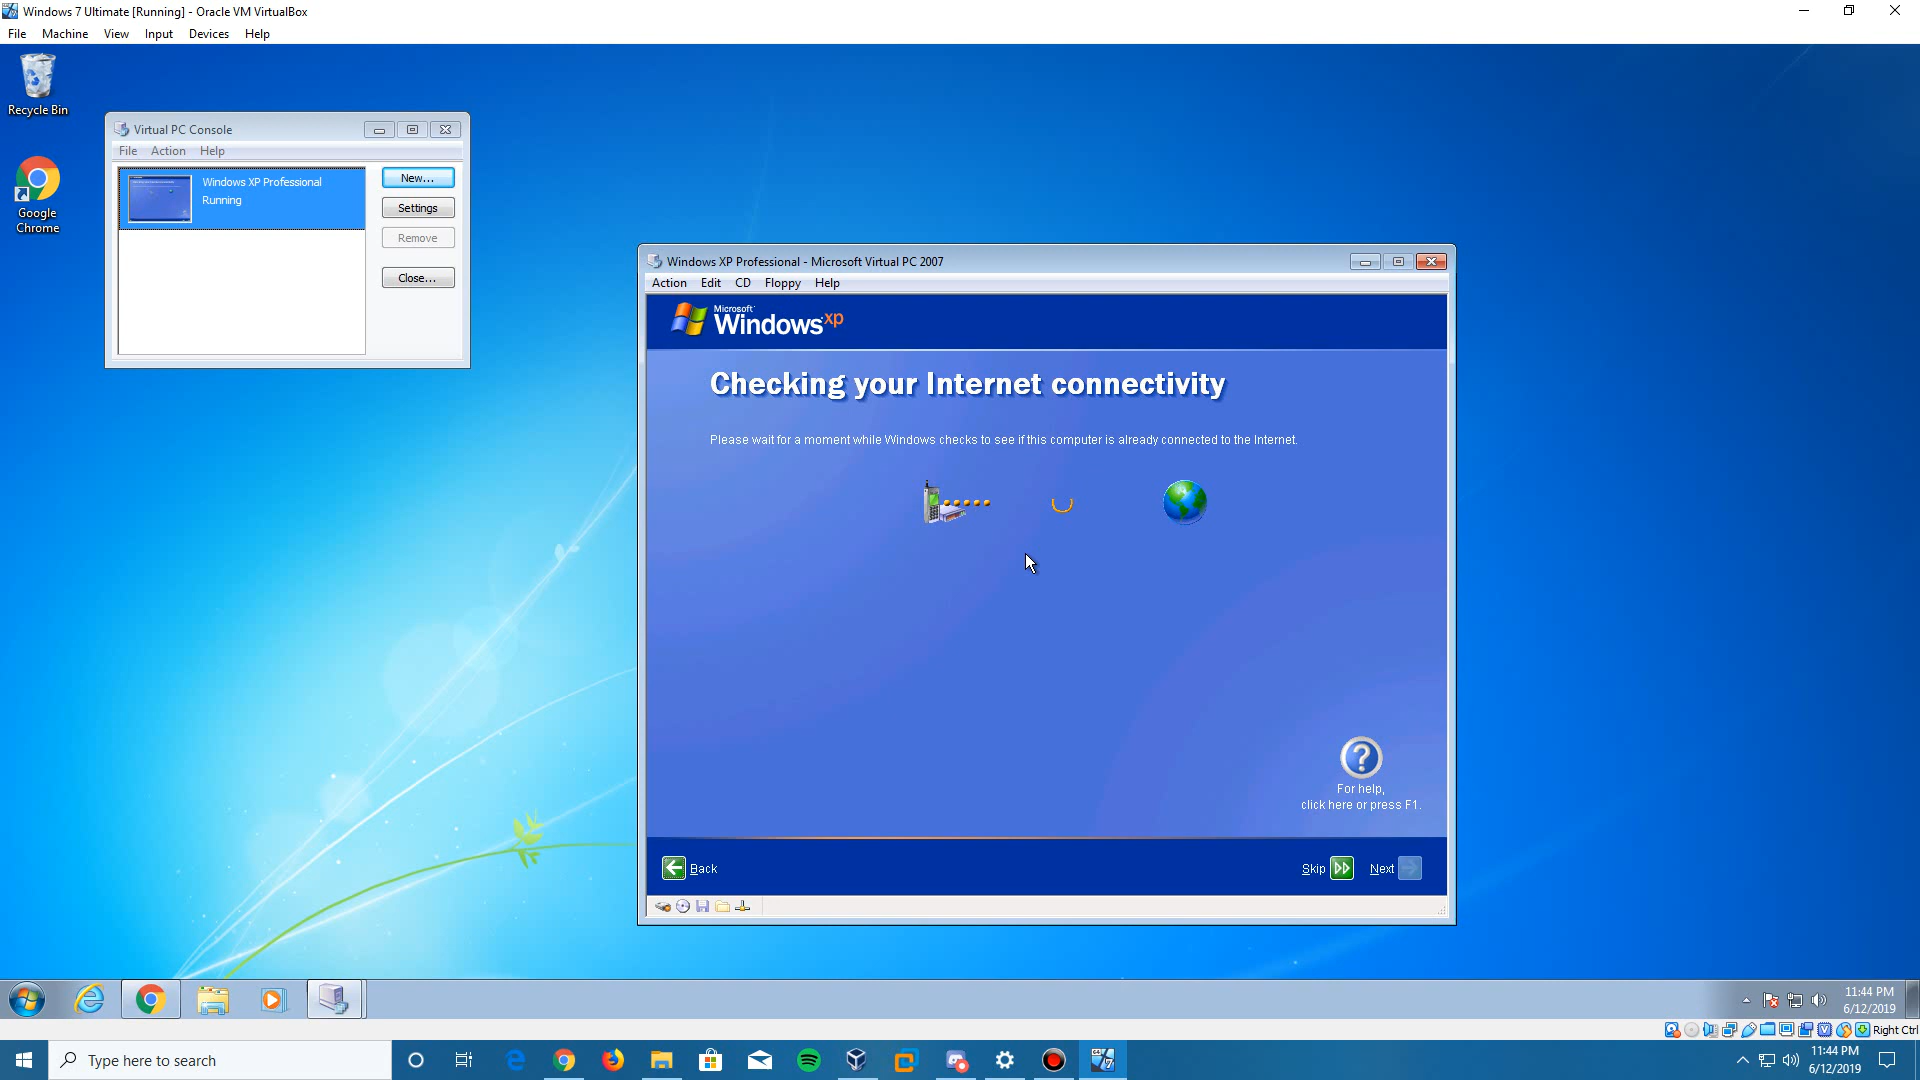 Windows 7 Ultimate [Running] - Oracle VM VirtualBox
File Machine View Input Devices Help
Recycle Bin
Google
Chrome
Virtual PC Console
File Action Help
Windows XP Professional
Running
New...
Settings
Remove
Close...
Windows XP Professional - Microsoft Virtual PC 2007
Action Edit CD Floppy Help
Microsoft
Windows xp
Checking your Internet connectivity
Please wait for a moment while Windows checks to see if this computer is already connected to the Internet.
For help,
click here or press F1.
Back
Skip
Next
11:44 PM
6/12/2019
Right Ctrl
Type here to search
11:44 PM
6/12/2019